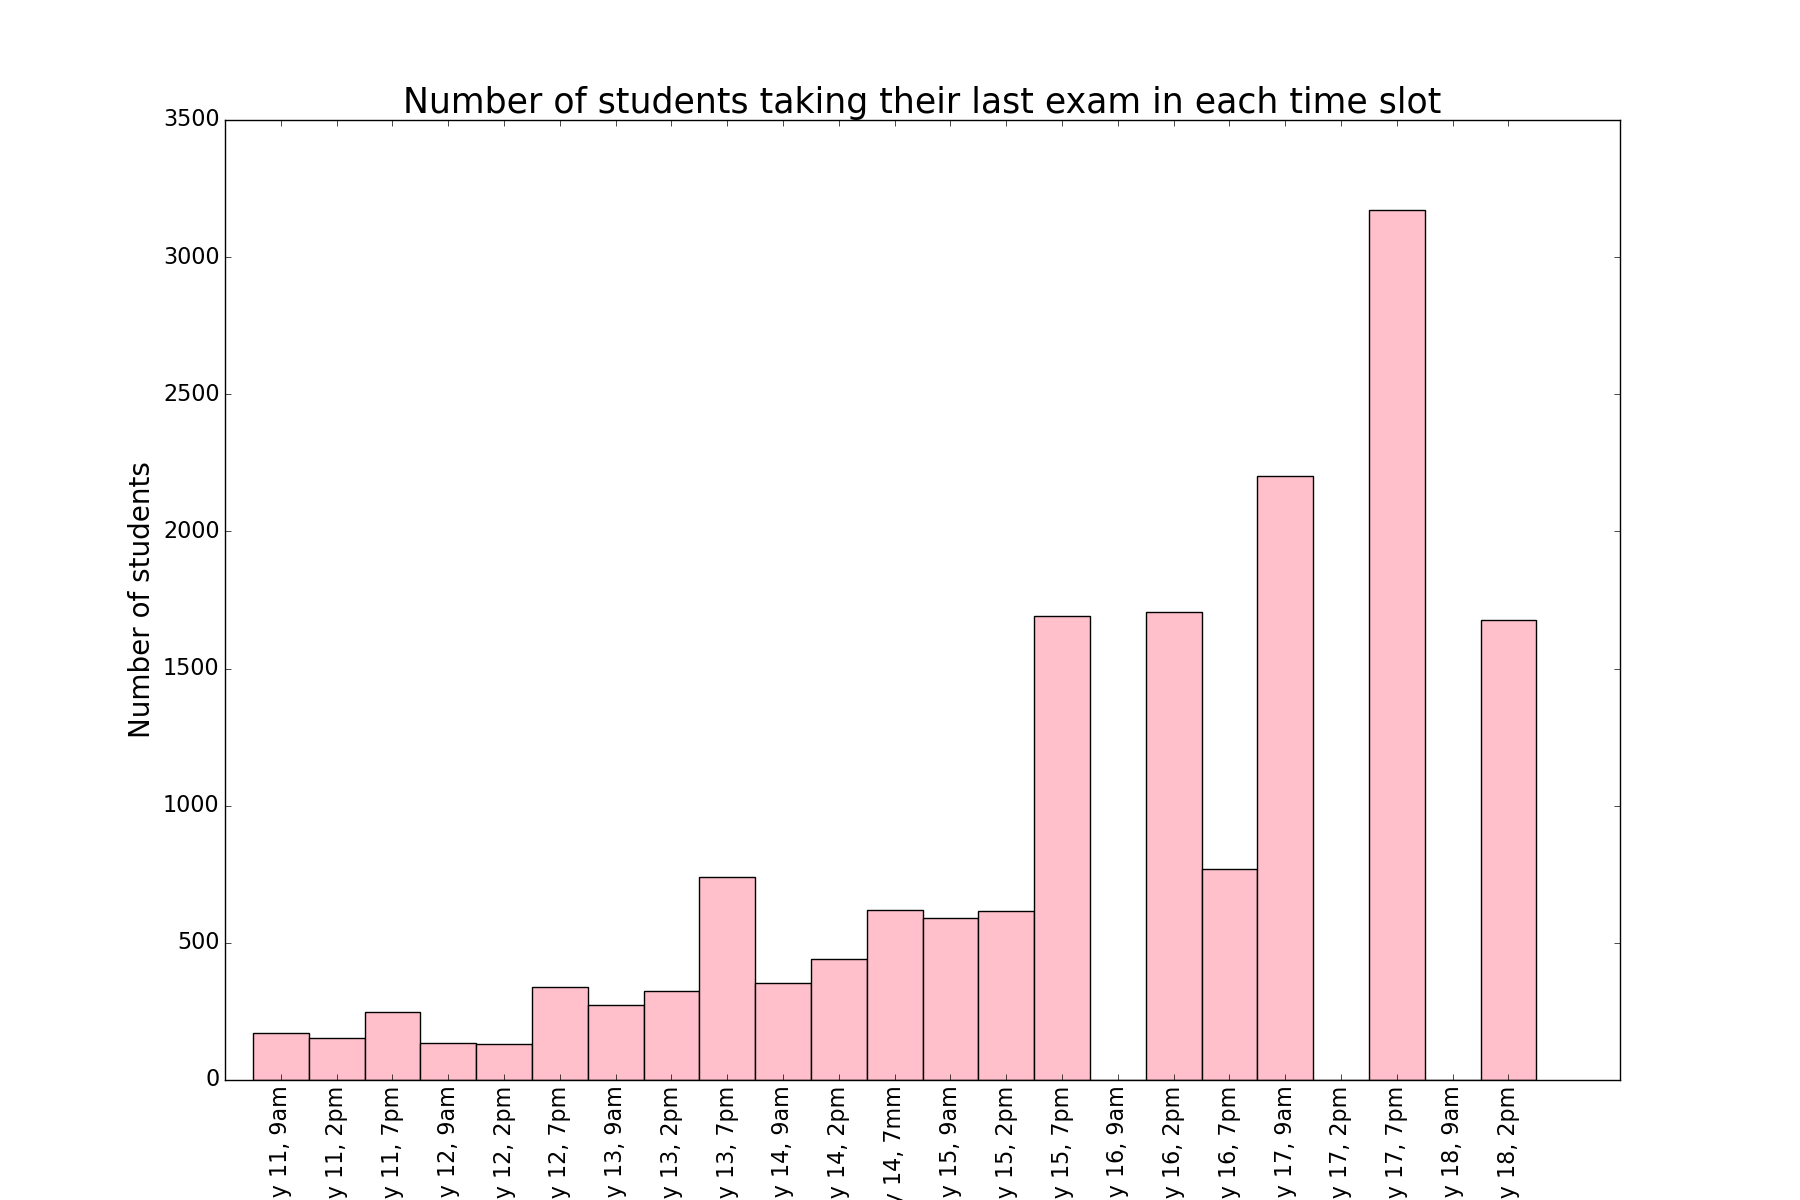 Number of students taking their last exam in each time slot
Number of students
3500
3000
2500
2000
1500
1000
500
0
y 11, 9am
y 11, 2pm
y 11, 7pm
y 12, 9am
y 12, 2pm
y 12, 7pm
y 13, 9am
y 13, 2pm
y 13, 7pm
y 14, 9am
y 14, 2pm
y 14, 7mm
y 15, 9am
y 15, 2pm
y 15, 7pm
y 16, 9am
y 16, 2pm
y 16, 7pm
y 17, 9am
y 17, 2pm
y 17, 7pm
y 18, 9am
y 18, 2pm